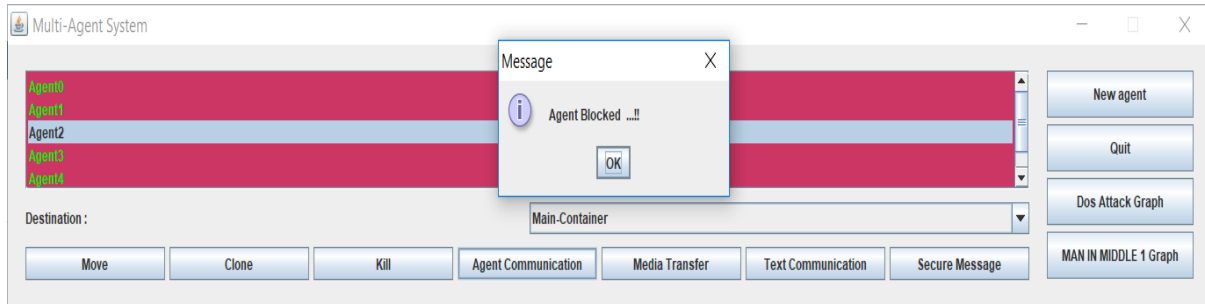 Multi-Agent System
Message
Agent Blocked ...!!
OK
Agent0
Agent1
Agent2
Agent3
Agent4
New agent
Quit
Dos Attack Graph
MAN IN MIDDLE 1 Graph
Destination :
Main-Container
Move
Clone
Kill
Agent Communication
Media Transfer
Text Communication
Secure Message